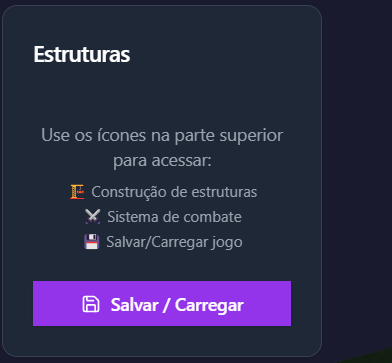 Estruturas
Use os ícones na parte superior
para acessar:
🏗️ Construção de estruturas
⚔️ Sistema de combate
💾 Salvar/Carregar jogo
Salvar / Carregar